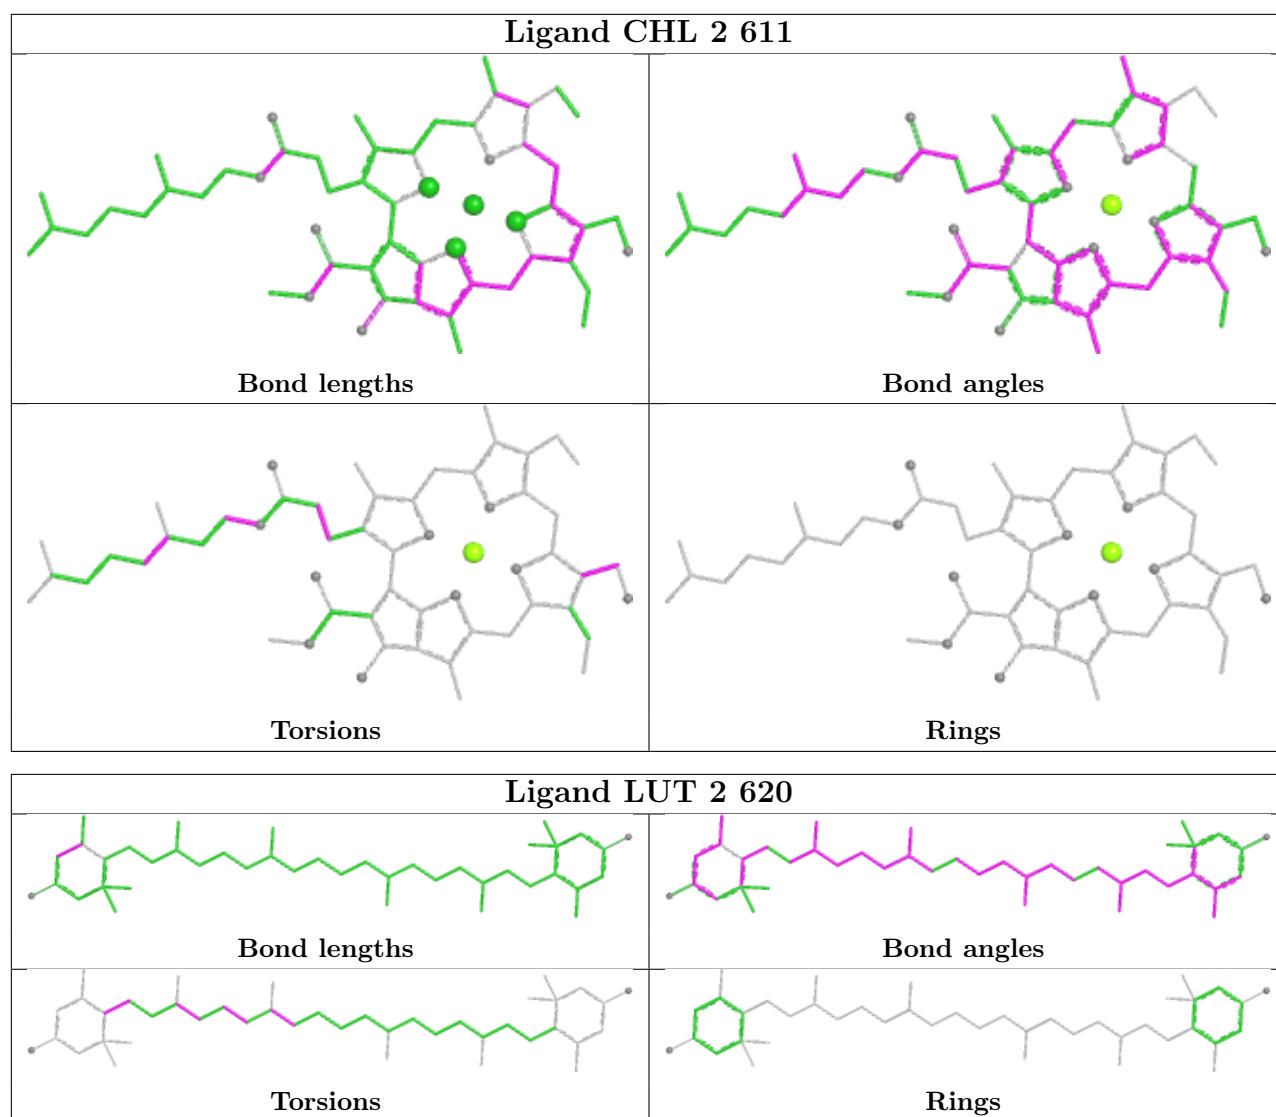 Ligand CHL 2 611
Bond lengths
Bond angles
Torsions
Rings
Ligand LUT 2 620
Bond lengths
Bond angles
Torsions
Rings